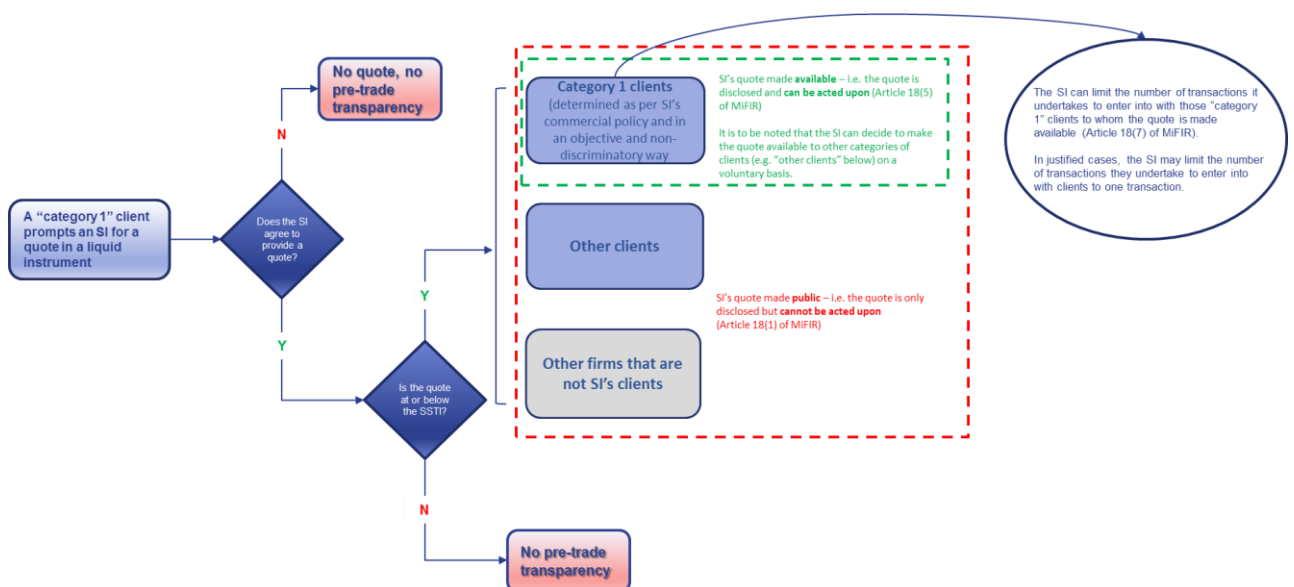 No quote, no
pre-trade
transparency
N
A “category 1” client
prompts an SI for a
quote in a liquid
instrument
Does the SI
agree to
provide a
quote?
Y
Y
Is the quote
at or below
the SSTI?
N
No pre-trade
transparency
Category 1 clients
(determined as per SI’s
commercial policy and in
an objective and non-
discriminatory way
SI’s quote made available – i.e. the quote is
disclosed and can be acted upon (Article 18(5)
of MiFIR)
It is to be noted that the SI can decide to make
the quote available to other categories of
clients (e.g. “other clients” below) on a
voluntary basis.
Other clients
Other firms that are
not SI’s clients
SI’s quote made public – i.e. the quote is only
disclosed but cannot be acted upon
(Article 18(1) of MiFIR)
The SI can limit the number of transactions it
undertakes to enter into with those “category
1” clients to whom the quote is made
available (Article 18(7) of MiFIR).
In justified cases, the SI may limit the number
of transactions they undertake to enter into
with clients to one transaction.